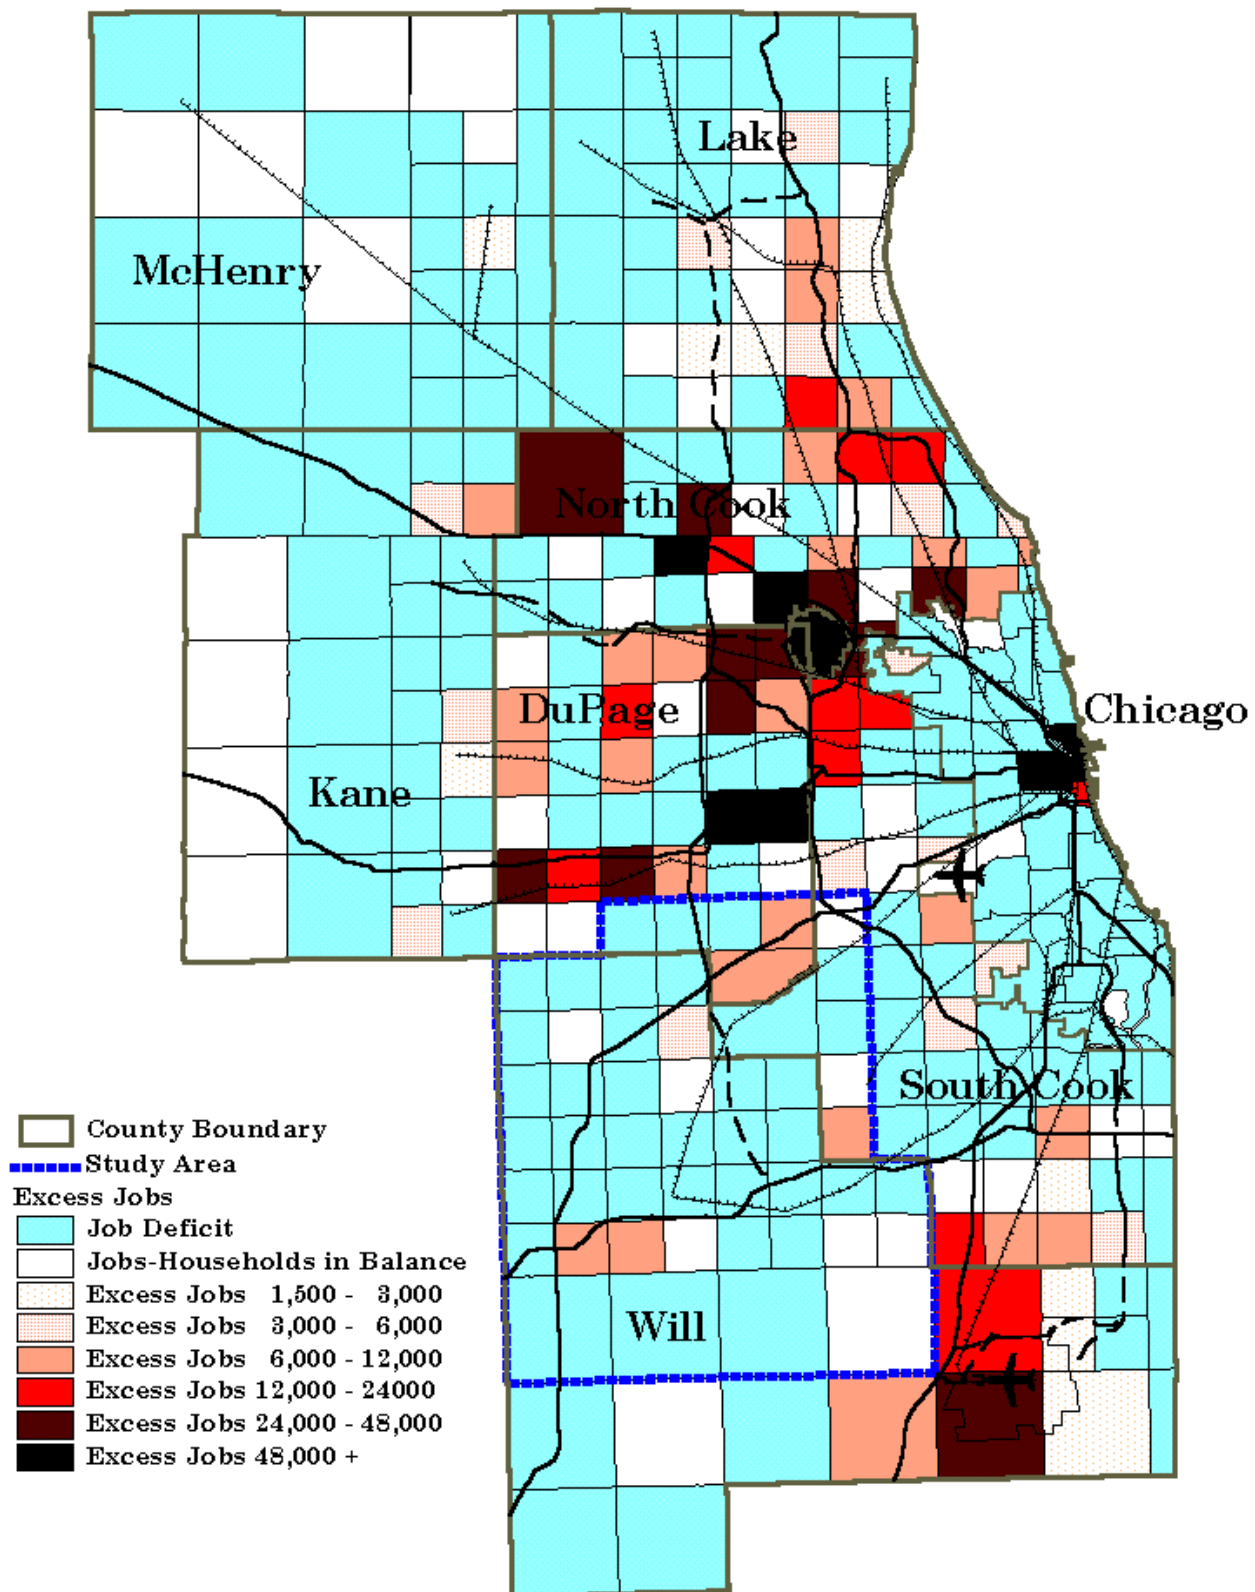 Lake
McHenry
North Cook
DuPage
Chicago
Kane
South Cook
Will
County Boundary
Study Area
Excess Jobs
Job Deficit
Jobs-Households in Balance
Excess Jobs 1,500 - 3,000
Excess Jobs 3,000 - 6,000
Excess Jobs 6,000 - 12,000
Excess Jobs 12,000 - 24000
Excess Jobs 24,000 - 48,000
Excess Jobs 48,000 +